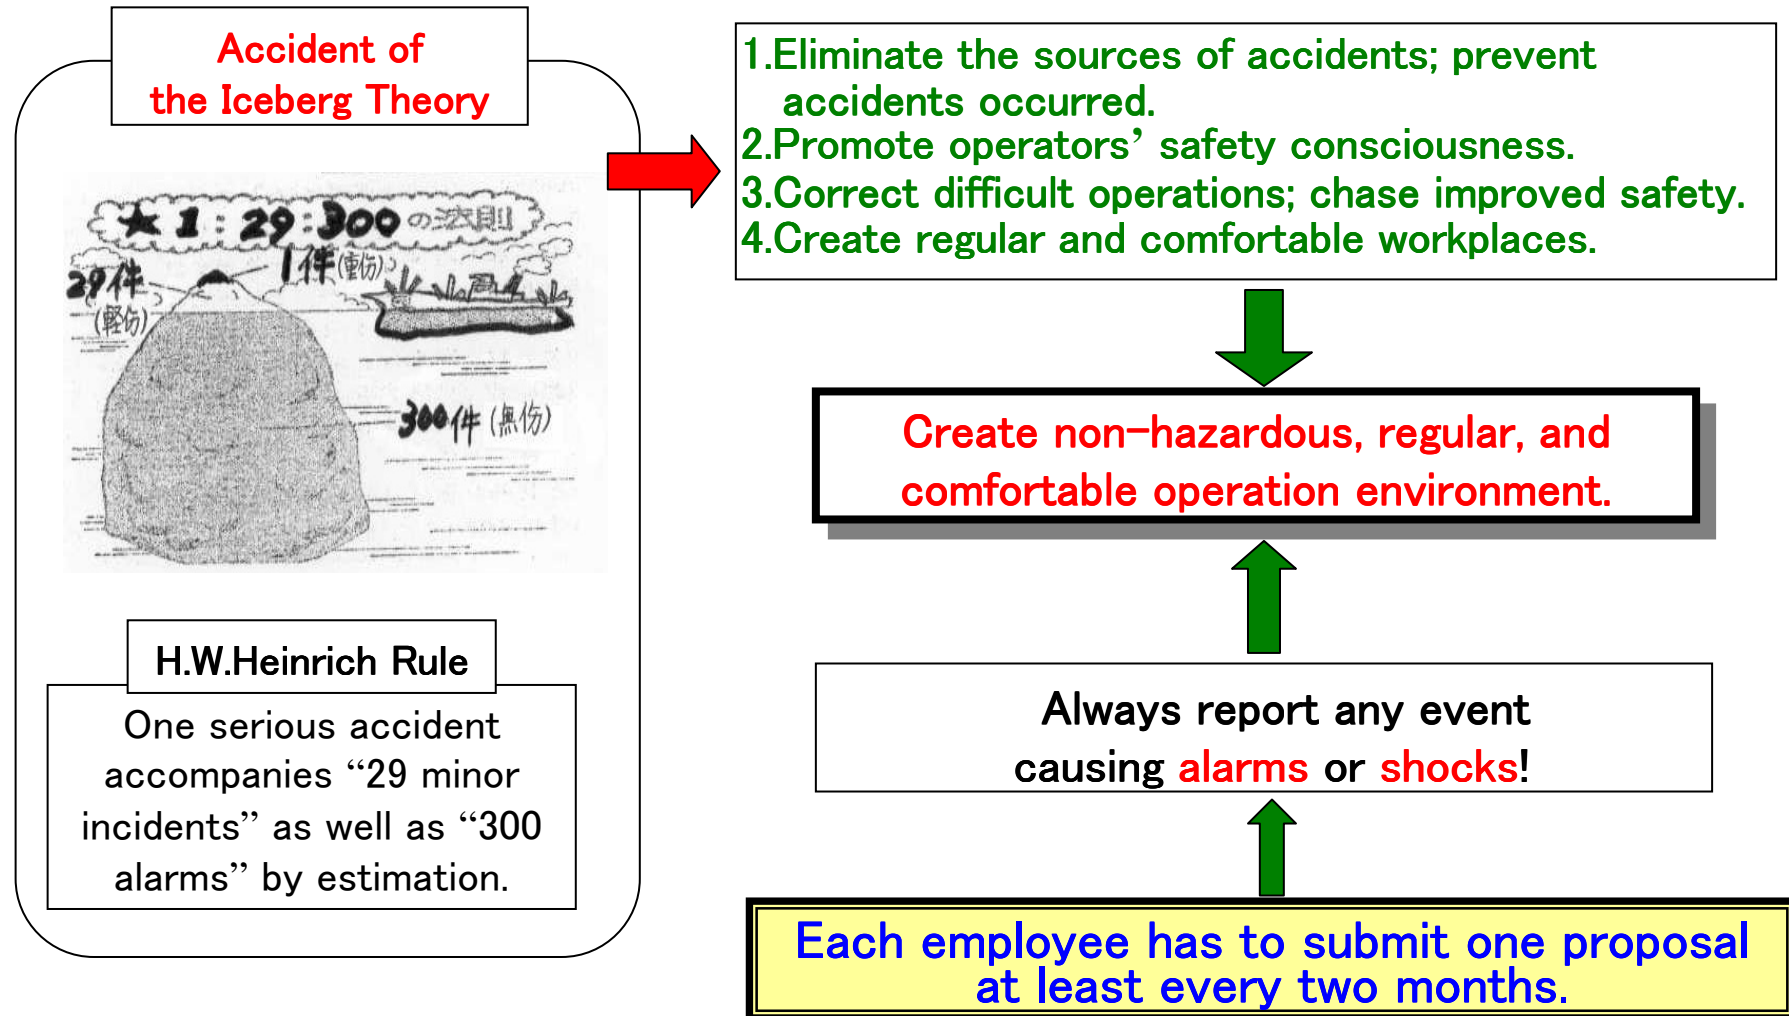 Accident of
the Iceberg Theory
★1:29:300の法則
29件
(軽伤)
1件(重伤)
300件(無伤)
H.W.Heinrich Rule
One serious accident
accompanies “29 minor
incidents” as well as “300
alarms” by estimation.
1.Eliminate the sources of accidents; prevent
accidents occurred.
2.Promote operators’ safety consciousness.
3.Correct difficult operations; chase improved safety.
4.Create regular and comfortable workplaces.
Create non-hazardous, regular, and
comfortable operation environment.
Always report any event
causing alarms or shocks!
Each employee has to submit one proposal
at least every two months.